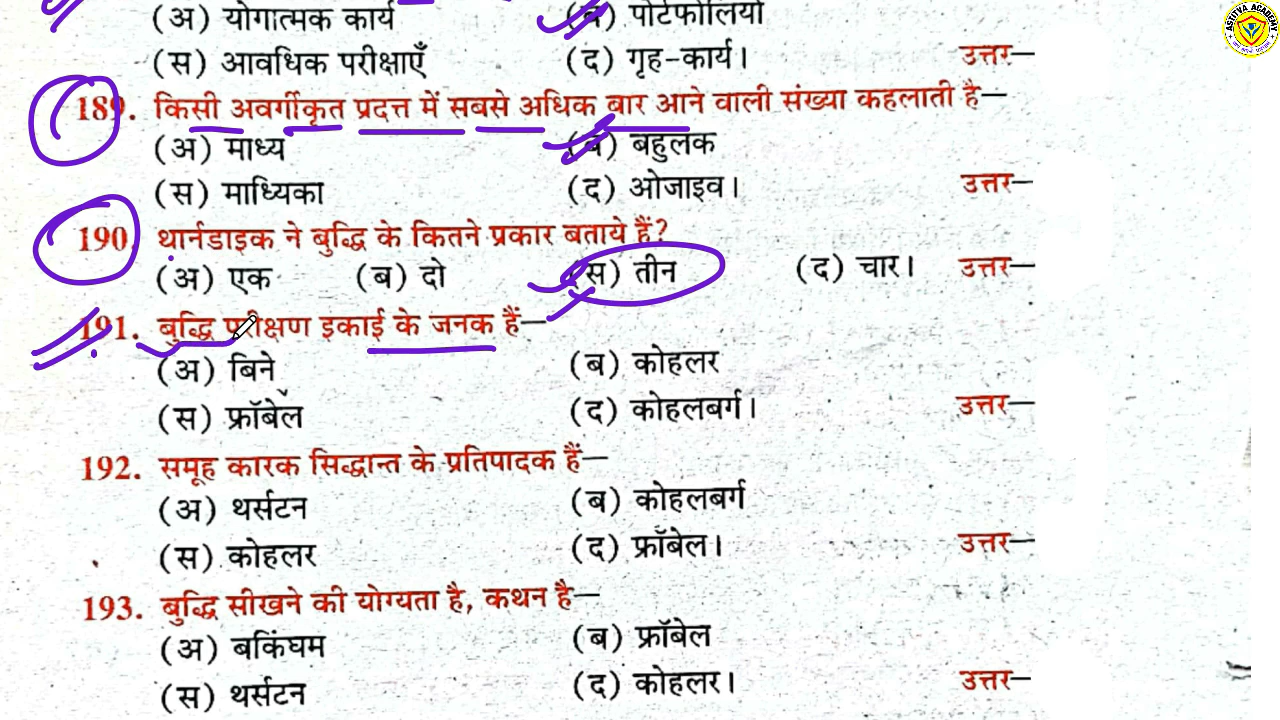 (अ) योगात्मक कार्य (ब) पोर्टफोलियो
(स) आवधिक परीक्षाएँ (द) गृह-कार्य। उत्तर—
189. किसी अवर्गीकृत प्रदत्त में सबसे अधिक बार आने वाली संख्या कहलाती है—
(अ) माध्य (ब) बहुलक
(स) माध्यिका (द) ओजाइव। उत्तर—
190. थार्नडाइक ने बुद्धि के कितने प्रकार बताये हैं?
(अ) एक (ब) दो (स) तीन (द) चार। उत्तर—
191. बुद्धि परीक्षण इकाई के जनक हैं—
(अ) बिने (ब) कोहलर
(स) फ्रॉबेल (द) कोहलबर्ग। उत्तर—
192. समूह कारक सिद्धान्त के प्रतिपादक हैं—
(अ) थर्सटन (ब) कोहलबर्ग
(स) कोहलर (द) फ्रॉबेल। उत्तर—
193. बुद्धि सीखने की योग्यता है, कथन है—
(अ) बकिंघम (ब) फ्रॉबेल
(स) थर्सटन (द) कोहलर। उत्तर—
ASTITVA ACADEMY